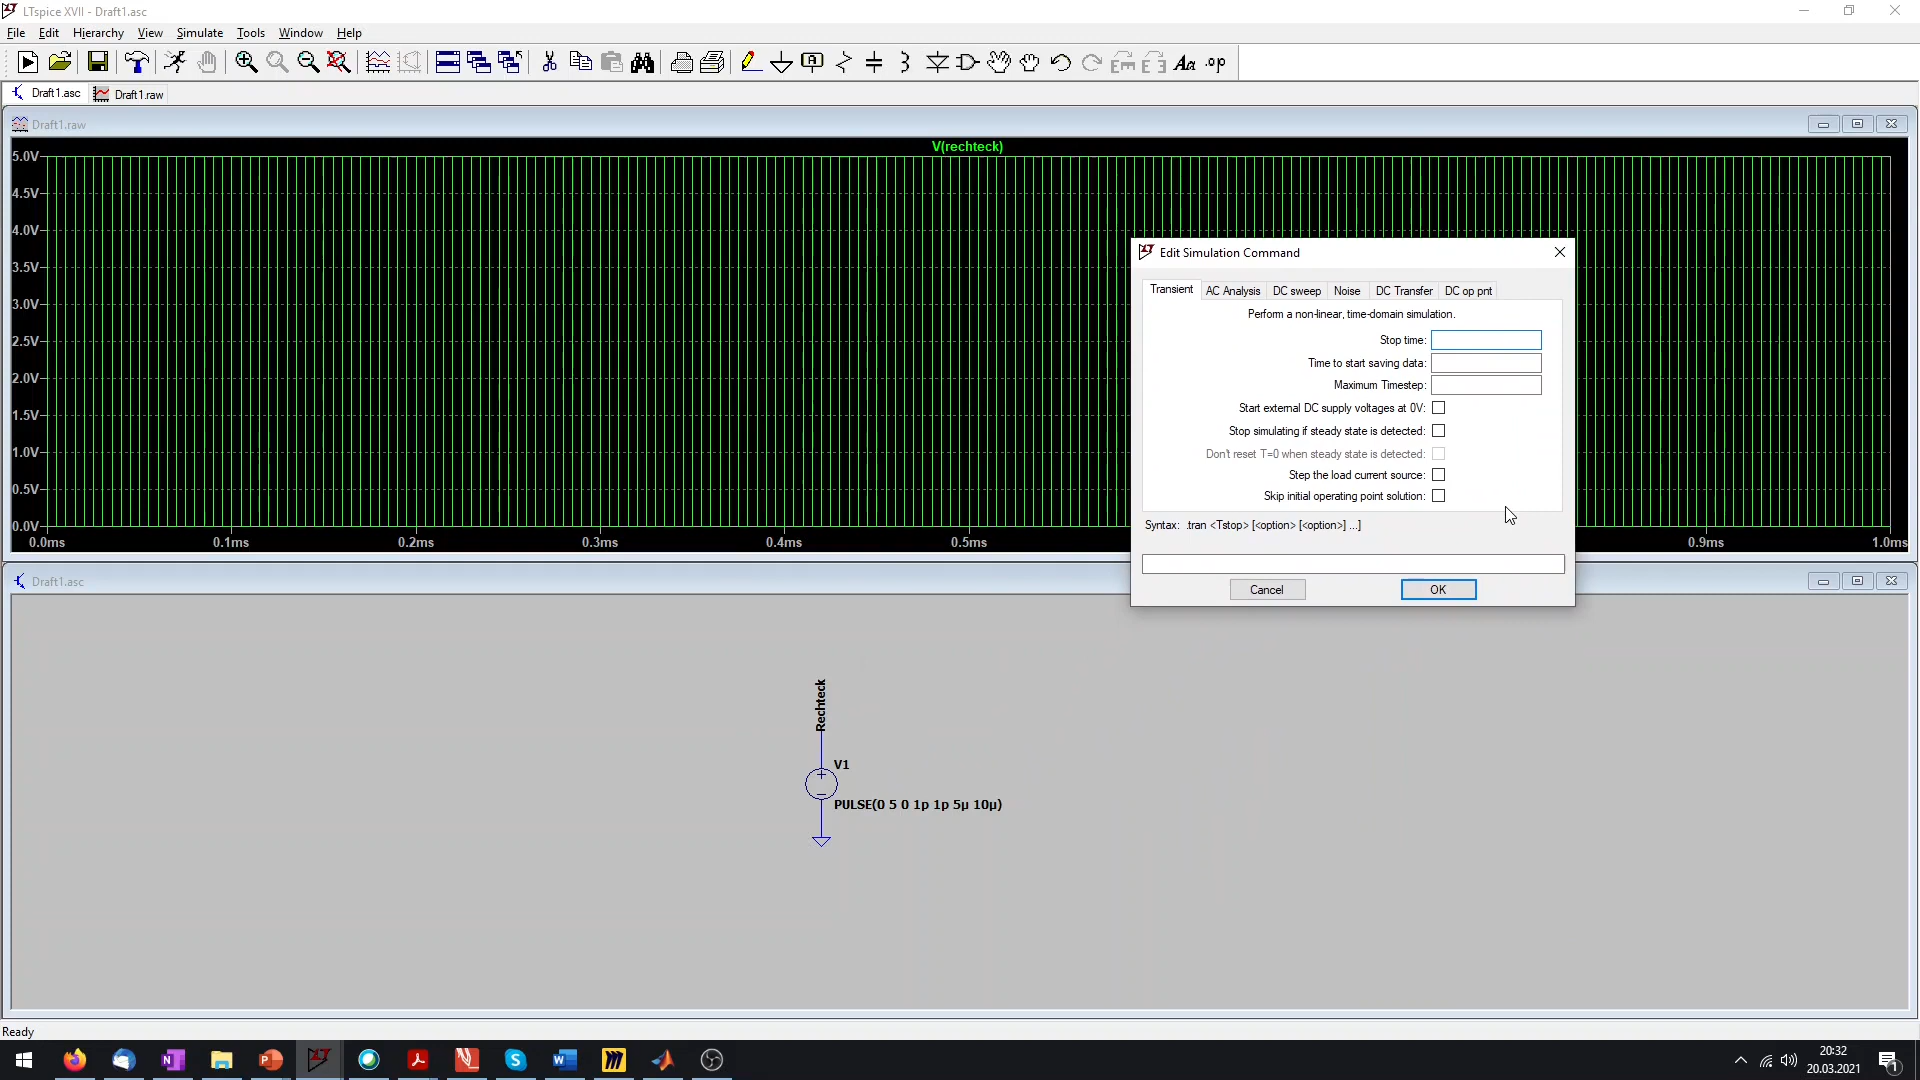 LTspice XVII - Draft1.asc
File Edit Hierarchy View Simulate Tools Window Help
Draft1.asc Draft1.raw
Draft1.raw
V(rechteck)
5.0V
4.5V
4.0V
3.5V
3.0V
2.5V
2.0V
1.5V
1.0V
0.5V
0.0V
0.0ms 0.1ms 0.2ms 0.3ms 0.4ms 0.5ms 0.9ms 1.0ms
Edit Simulation Command
Transient AC Analysis DC sweep Noise DC Transfer DC op pnt
Perform a non-linear, time-domain simulation.
Stop time:
Time to start saving data:
Maximum Timestep:
Start external DC supply voltages at 0V:
Stop simulating if steady state is detected:
Don't reset T=0 when steady state is detected:
Step the load current source:
Skip initial operating point solution:
Syntax: .tran <Tstop> [<option> [<option>] ...]
Cancel OK
Draft1.asc
Rechteck
V1
PULSE(0 5 0 1p 1p 5µ 10µ)
Ready
20:32
20.03.2021
1